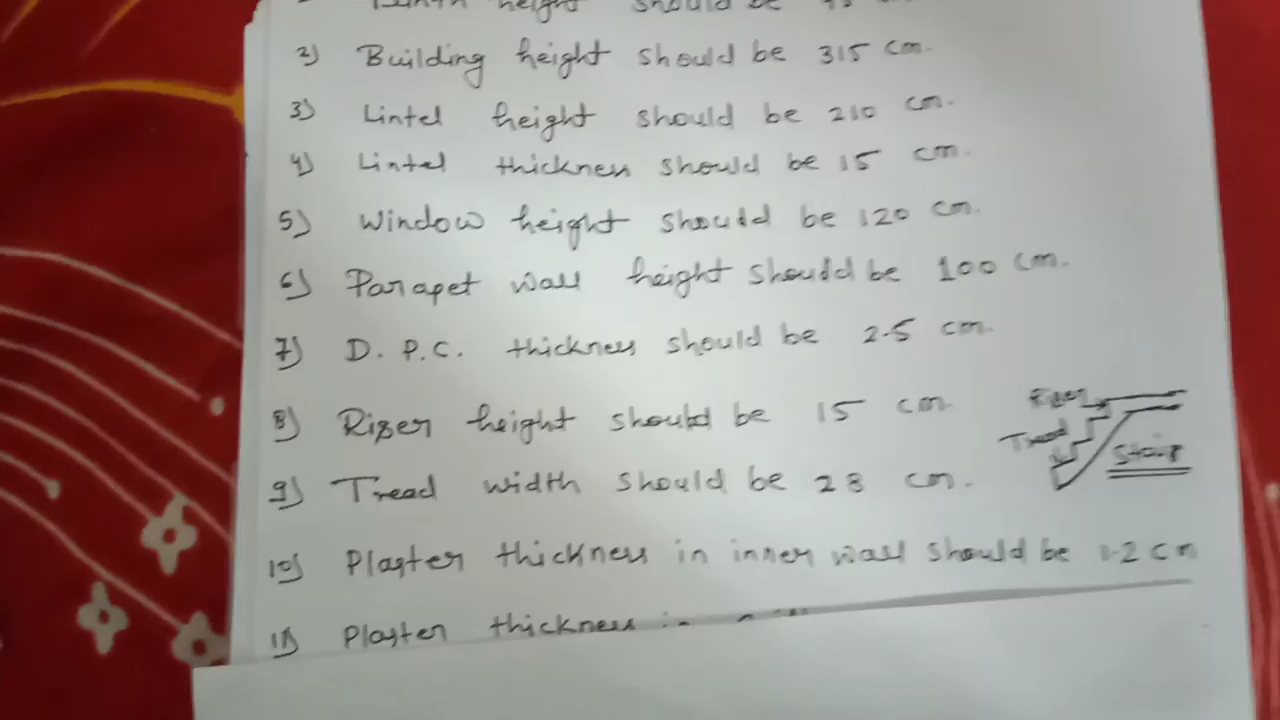 height should be
2) Building height should be 315 cm.
3) Lintel height should be 210 cm.
4) Lintel thickness should be 15 cm.
5) Window height should be 120 cm.
6) Parapet wall height should be 100 cm.
7) D.P.C. thickness should be 2.5 cm.
8) Riser height should be 15 cm
Riser
Tread
Stair
9) Tread width should be 28 cm.
10) Plaster thickness in inner wall should be 1.2 cm
11) Plaster thickness